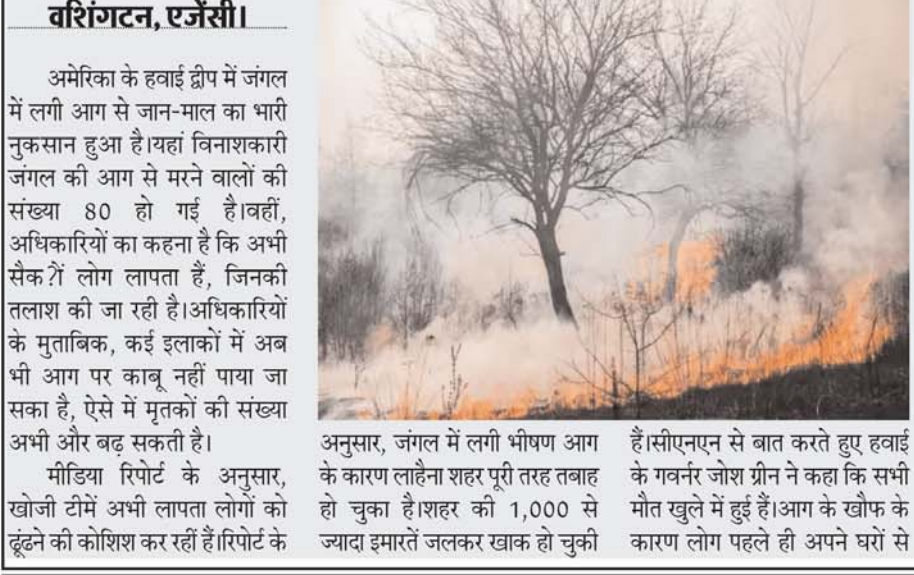 वाशिंगटन, एजेंसी।
अमेरिका के हवाई द्वीप में जंगल
में लगी आग से जान-माल का भारी
नुकसान हुआ है।यहां विनाशकारी
जंगल की आग से मरने वालों की
संख्या 80 हो गई है।वहीं,
अधिकारियों का कहना है कि अभी
सैक?ों लोग लापता हैं, जिनकी
तलाश की जा रही है।अधिकारियों
के मुताबिक, कई इलाकों में अब
भी आग पर काबू नहीं पाया जा
सका है, ऐसे में मृतकों की संख्या
अभी और बढ़ सकती है।
मीडिया रिपोर्ट के अनुसार,
खोजी टीमें अभी लापता लोगों को
ढूंढने की कोशिश कर रहीं हैं।रिपोर्ट के
अनुसार, जंगल में लगी भीषण आग
के कारण लाहैना शहर पूरी तरह तबाह
हो चुका है।शहर की 1,000 से
ज्यादा इमारतें जलकर खाक हो चुकी
हैं।सीएनएन से बात करते हुए हवाई
के गवर्नर जोश ग्रीन ने कहा कि सभी
मौत खुले में हुई हैं।आग के खौफ के
कारण लोग पहले ही अपने घरों से